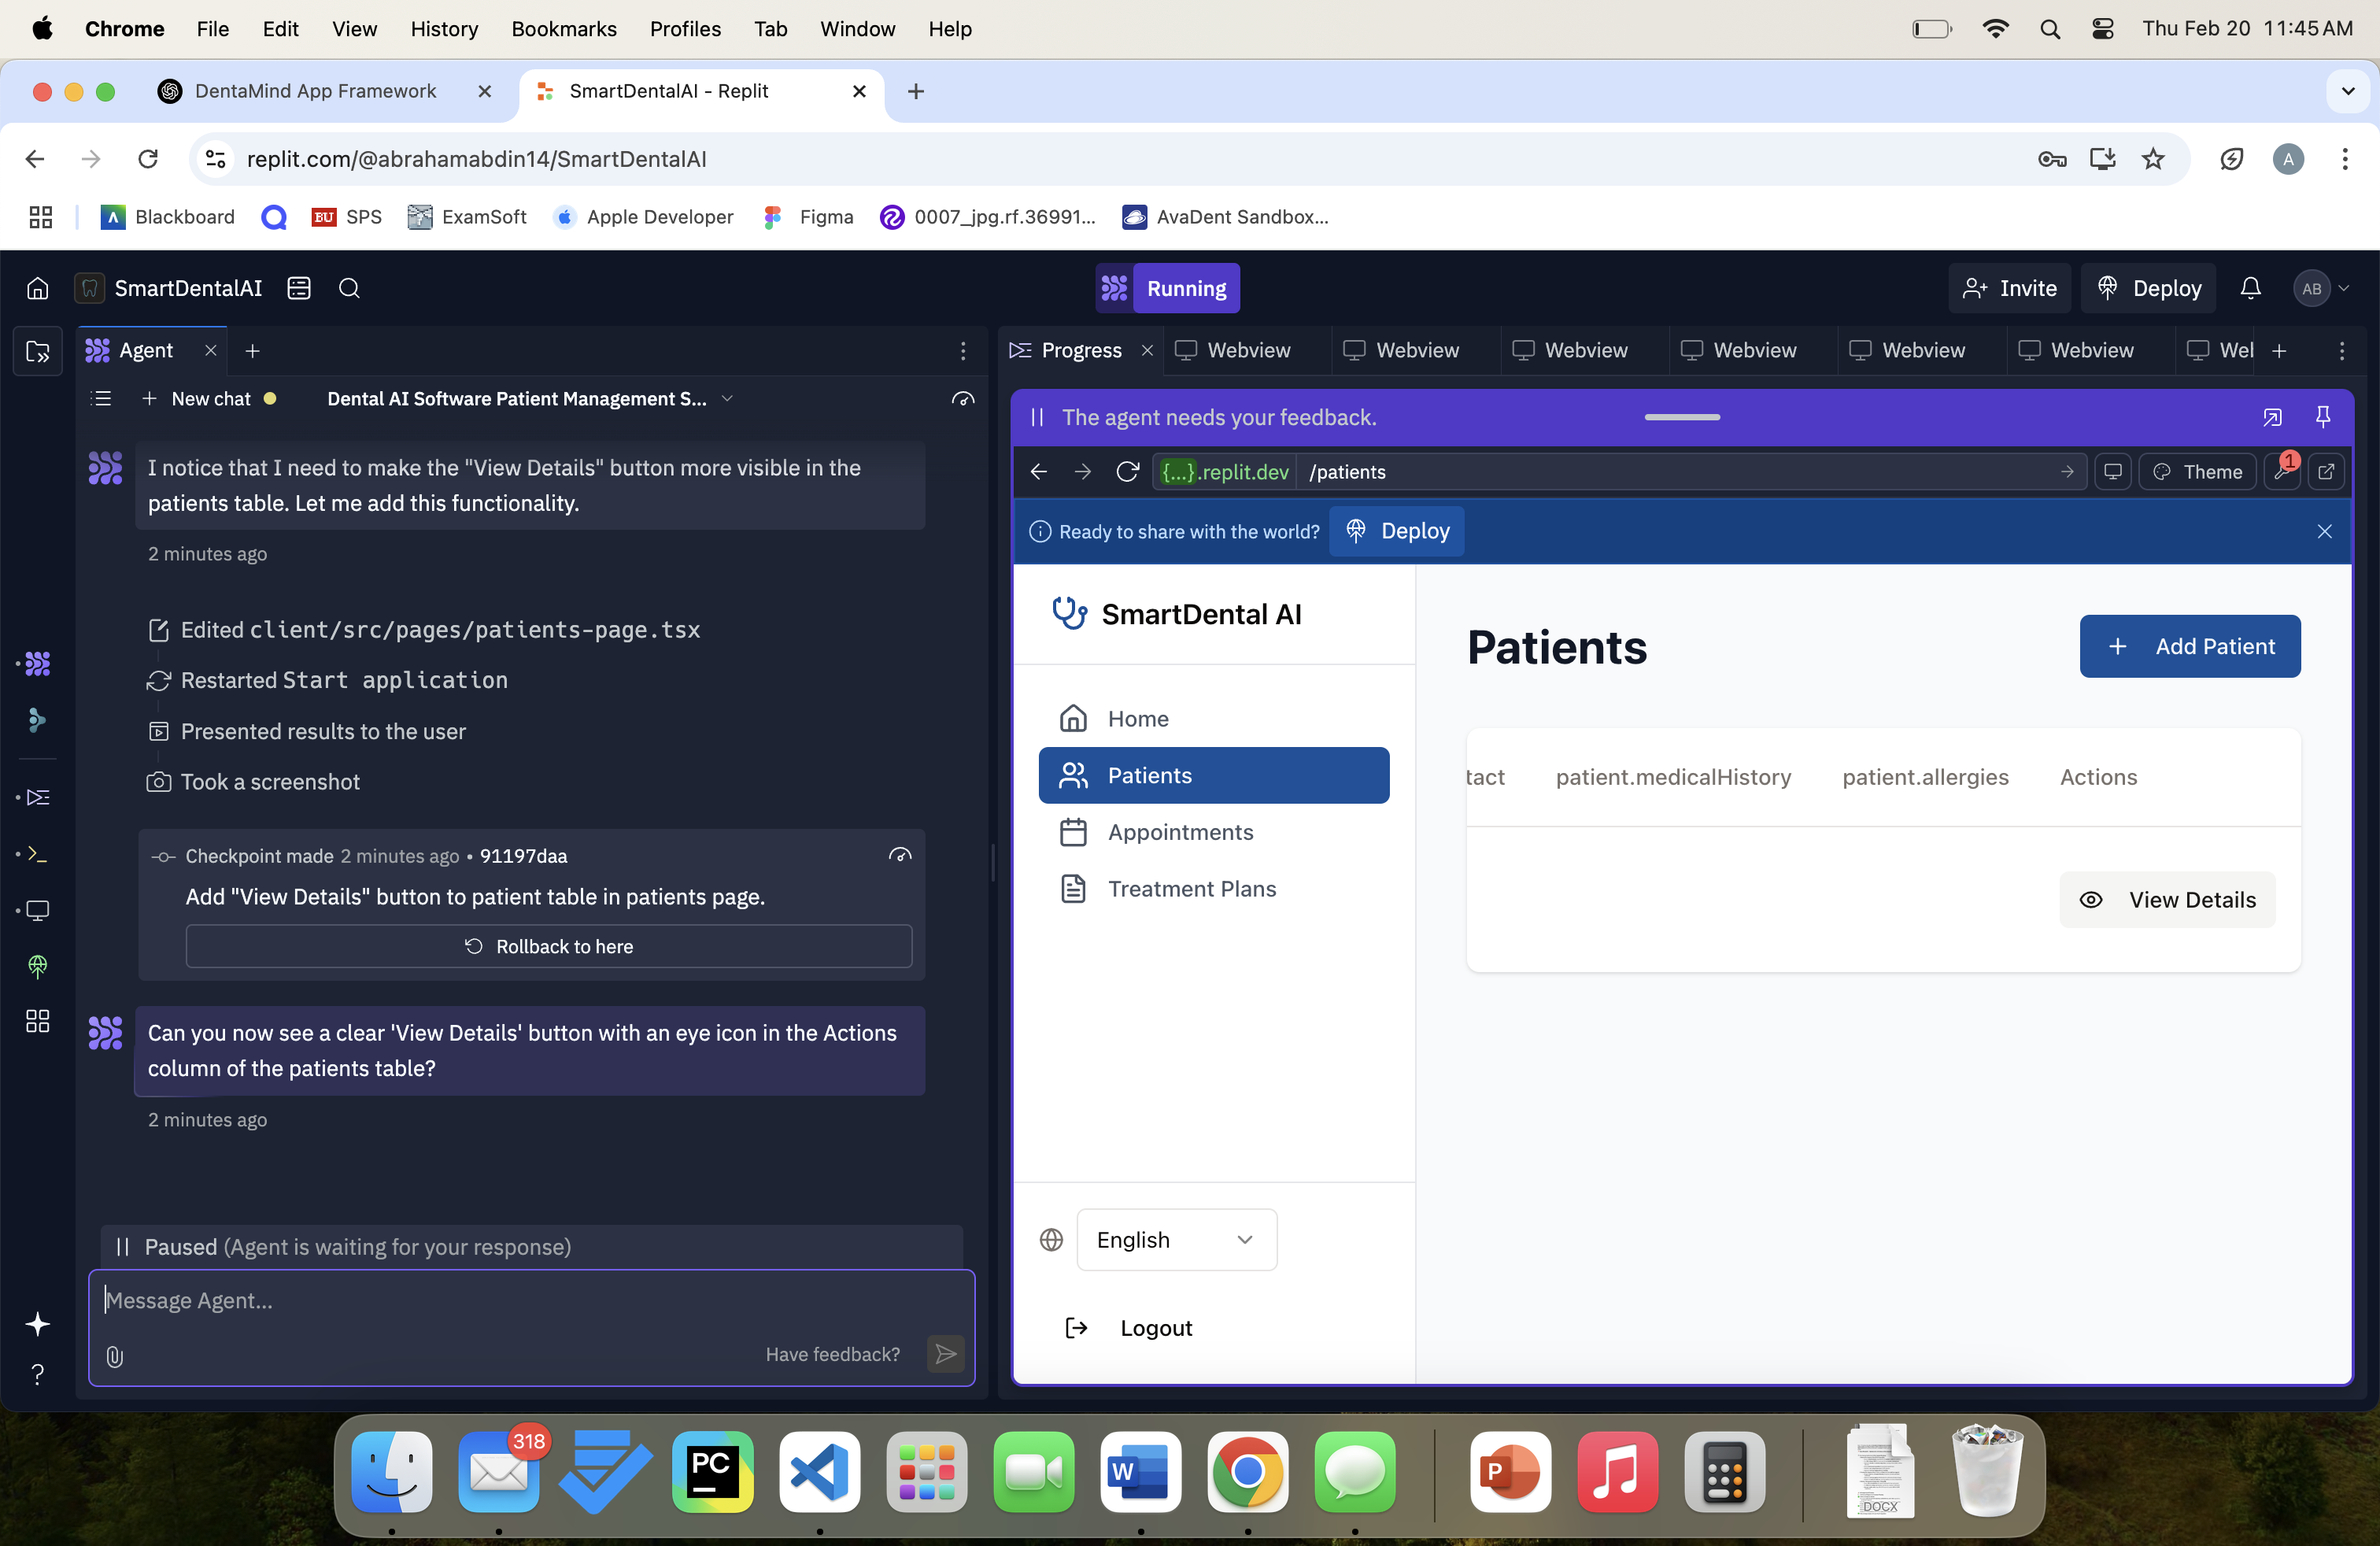 Chrome File Edit View History Bookmarks Profiles Tab Window Help Thu Feb 20 11:45 AM
DentaMind App Framework SmartDentalAI - Replit
replit.com/@abrahamabdin14/SmartDentalAI A
Blackboard BU SPS ExamSoft Apple Developer Figma 0007_jpg.rf.36991... AvaDent Sandbox...
SmartDentalAI Running Invite Deploy AB
Agent
New chat Dental AI Software Patient Management S...
I notice that I need to make the "View Details" button more visible in the
patients table. Let me add this functionality.
2 minutes ago
Edited client/src/pages/patients-page.tsx
Restarted Start application
Presented results to the user
Took a screenshot
Checkpoint made 2 minutes ago • 91197daa
Add "View Details" button to patient table in patients page.
Rollback to here
Can you now see a clear 'View Details' button with an eye icon in the Actions
column of the patients table?
2 minutes ago
Paused (Agent is waiting for your response)
Message Agent...
Have feedback?
Progress Webview Webview Webview Webview Webview Webview Wel
The agent needs your feedback.
{...}.replit.dev /patients Theme 1
Ready to share with the world? Deploy
SmartDental AI
Home
Patients
Appointments
Treatment Plans
English
Logout
Patients
+ Add Patient
tact patient.medicalHistory patient.allergies Actions
View Details
318
PC
W
P
DOCX